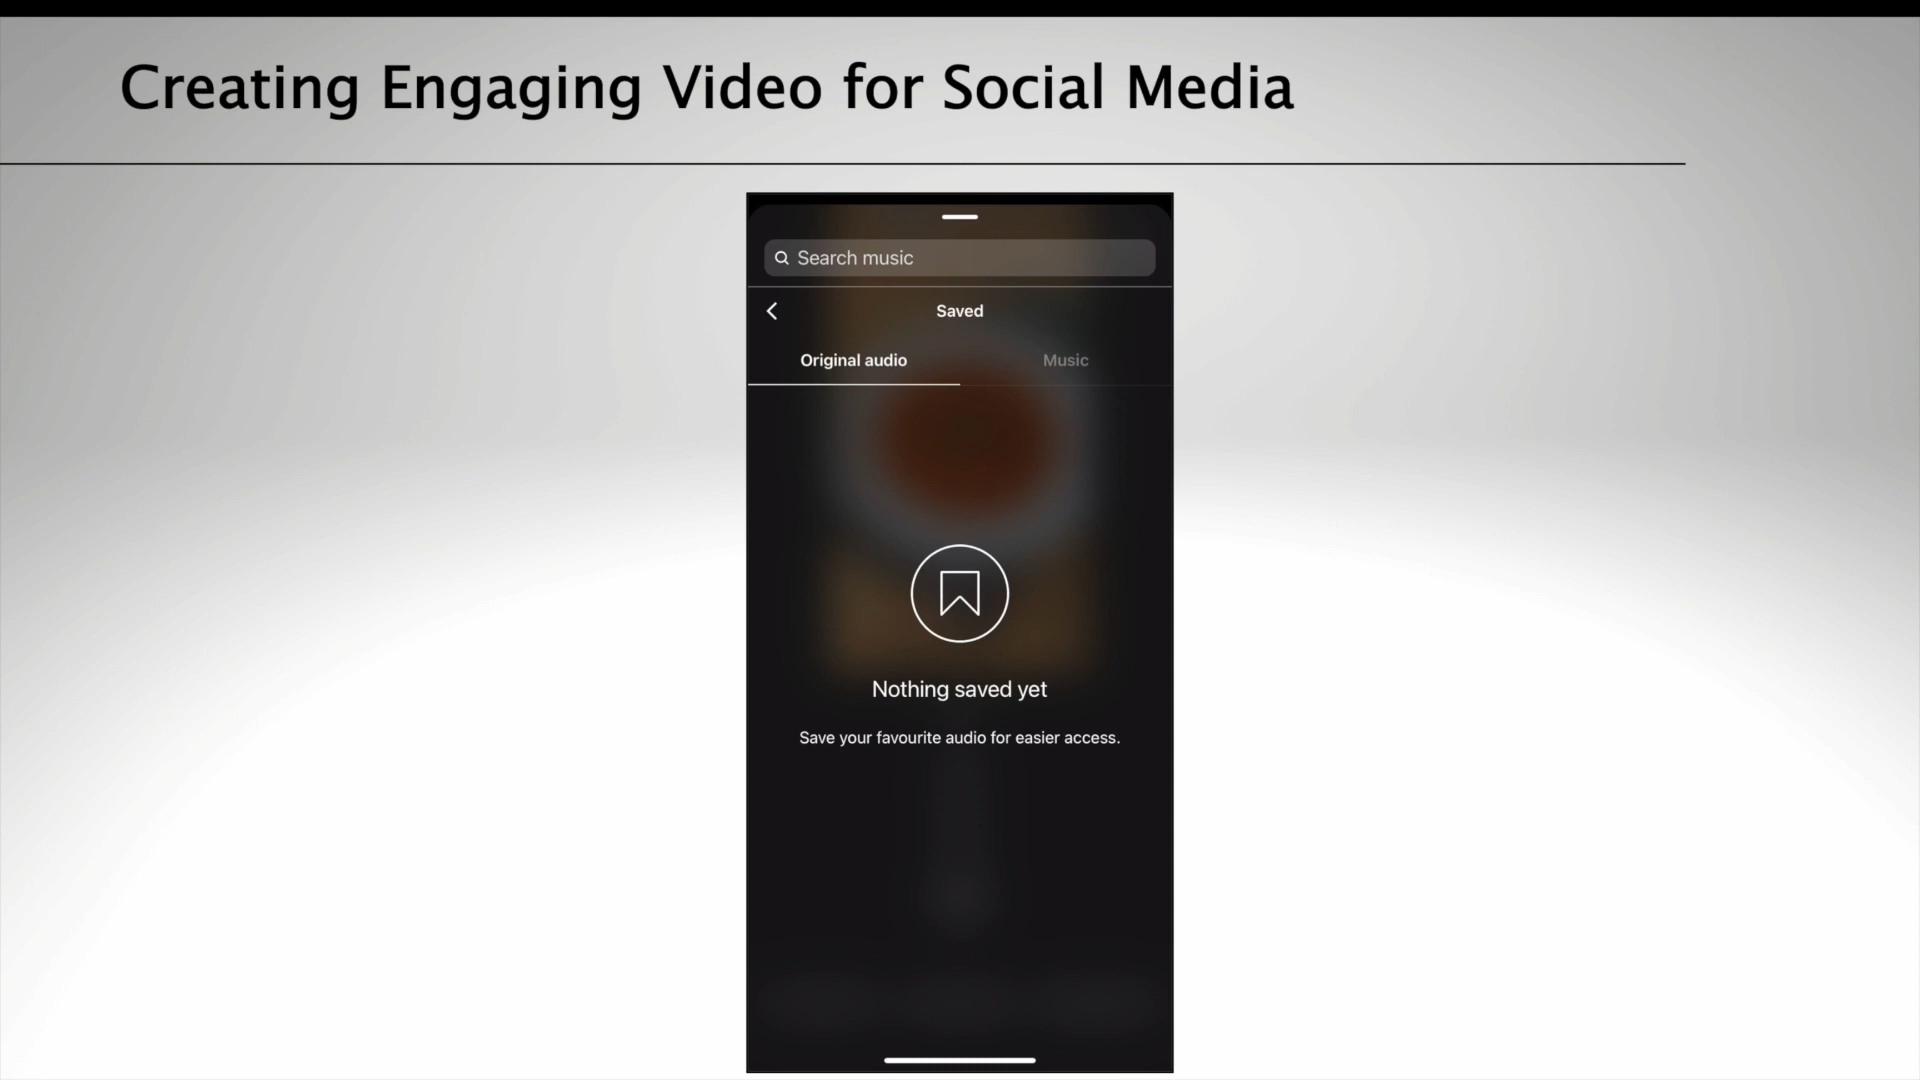 Creating Engaging Video for Social Media
Search music
Saved
Original audio Music
Nothing saved yet
Save your favourite audio for easier access.